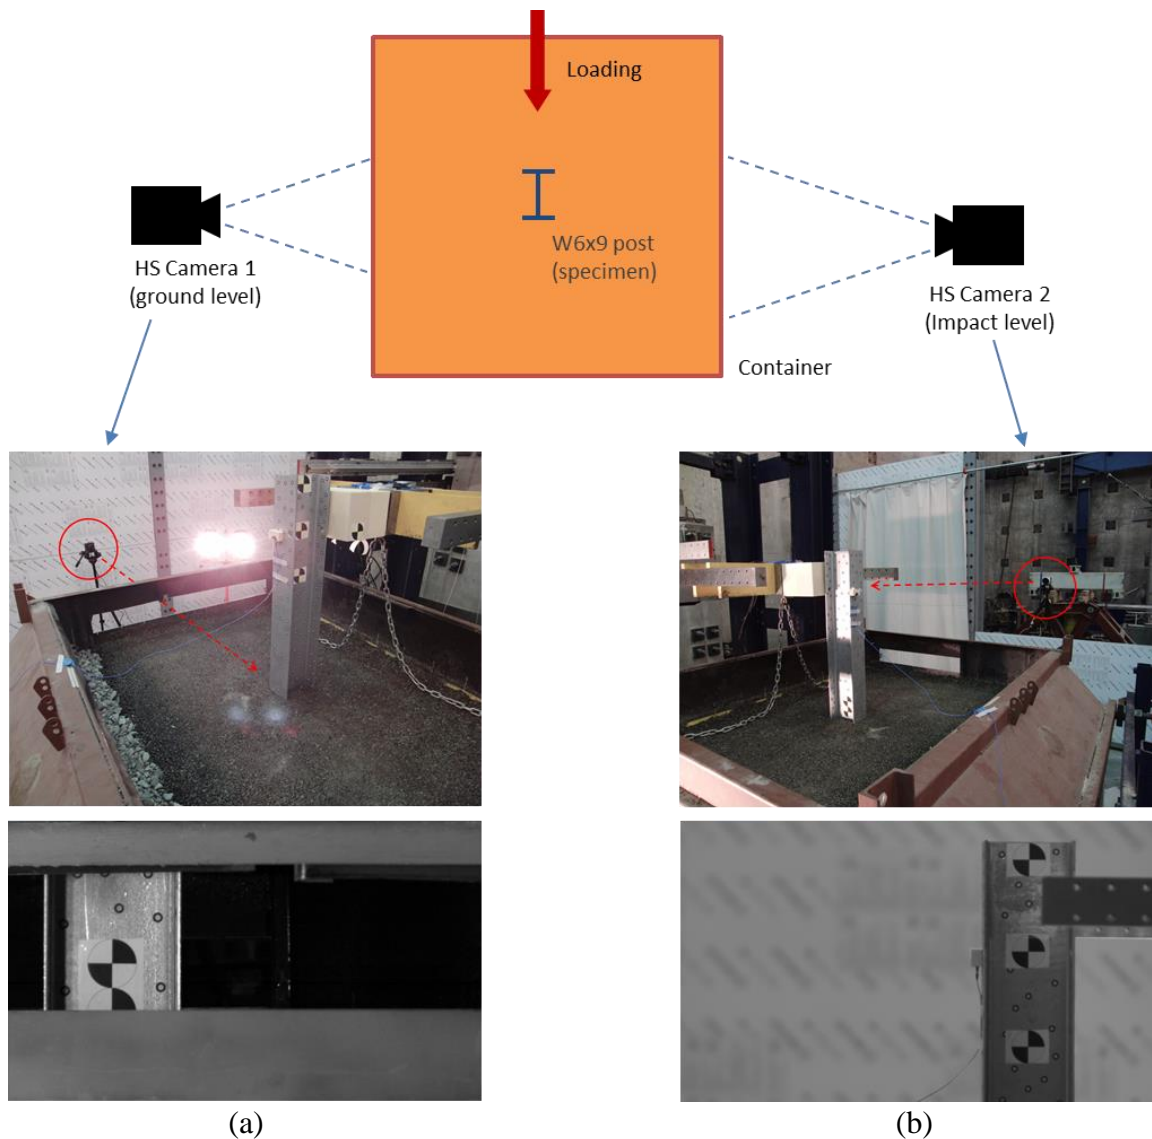 Loading
W6x9 post
(specimen)
HS Camera 1
(ground level)
HS Camera 2
(Impact level)
Container
(a)
(b)